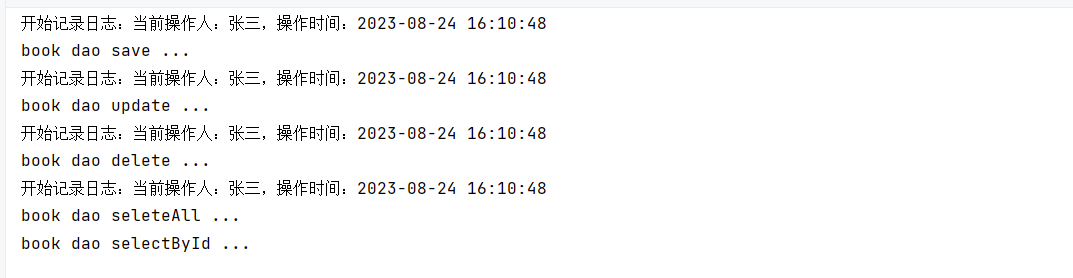 开始记录日志：当前操作人：张三，操作时间：2023-08-24 16:10:48
book dao save ...
开始记录日志：当前操作人：张三，操作时间：2023-08-24 16:10:48
book dao update ...
开始记录日志：当前操作人：张三，操作时间：2023-08-24 16:10:48
book dao delete ...
开始记录日志：当前操作人：张三，操作时间：2023-08-24 16:10:48
book dao seleteAll ...
book dao selectById ...